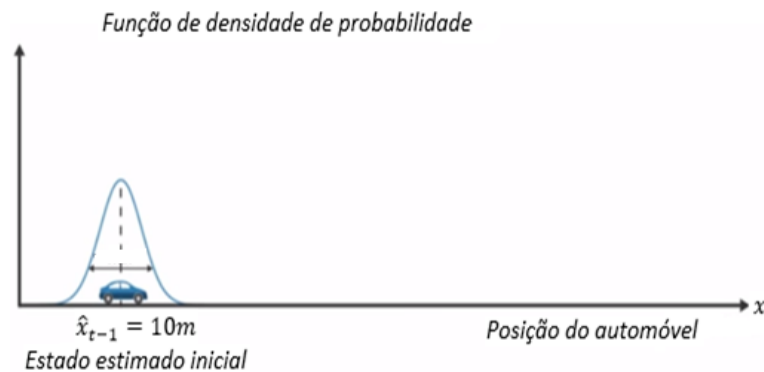 Função de densidade de probabilidade
x
x̂ₜ₋₁ = 10m
Posição do automóvel
Estado estimado inicial